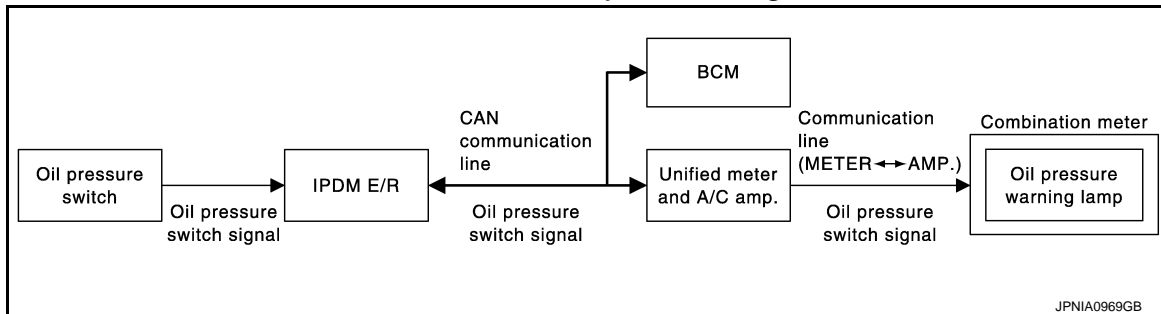 Oil pressure
switch
Oil pressure
switch signal
IPDM E/R
CAN
communication
line
Oil pressure
switch signal
BCM
Unified meter
and A/C amp.
Communication
line
(METER ↔ AMP.)
Oil pressure
switch signal
Combination meter
Oil pressure
warning lamp
JPNIA0969GB